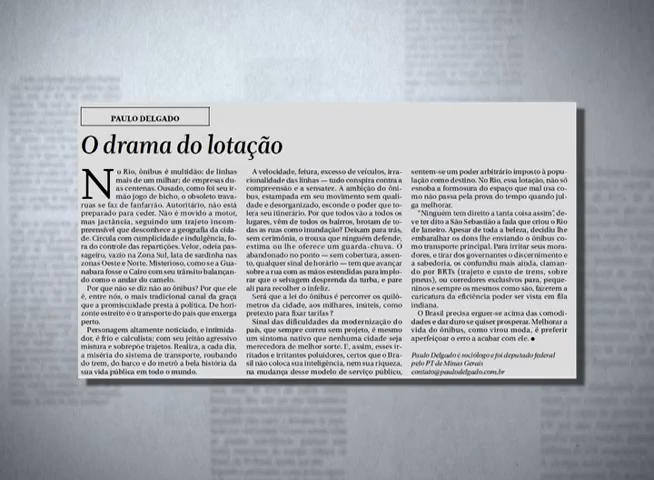 PAULO DELGADO
O drama do lotação
No Rio, ônibus é multidão: de linhas
mais de um milhar; de empresas du-
as centenas. Ousado, como foi seu ir-
mão jogo de bicho, o obsoleto trava-
ruas se faz de fanfarrão. Autoritário, não está
preparado para ceder. Não é movido a motor,
mas jactância, seguindo um trajeto incom-
preensível que desconhece a geografia da cida-
de. Circula com cumplicidade e indulgência, fo-
ra do controle das repartições. Veloz, odeia pas-
sageiro, vazio na Zona Sul, lata de sardinha nas
zonas Oeste e Norte. Misterioso, como se a Gua-
nabara fosse o Cairo com seu trânsito balançan-
do como o andar do camelo.
Por que não se diz não ao ônibus? Por que ele
é, entre nós, o mais tradicional canal da graça
que a promiscuidade presta à política. De hori-
zonte estreito é o transporte do país que enxerga
perto.
Personagem altamente noticiado, e intimida-
dor, é frio e calculista; com seu jeitão agressivo
mistura e sobrepõe trajetos. Realiza, a cada dia,
a miséria do sistema de transporte, roubando
do trem, do barco e do metrô a bela história da
sua vida pública em todo o mundo.
A velocidade, feiura, excesso de veículos, irra-
cionalidade das linhas — tudo conspira contra a
compreensão e a sensatez. A ambição do ôni-
bus, estampada em seu movimento sem quali-
dade e desorganizado, esconde o poder que to-
lera seu itinerário. Por que todos vão a todos os
lugares, vêm de todos os bairros, brotam de to-
das as ruas como inundação? Deixam para trás,
sem cerimônia, o trouxa que ninguém defende,
estima ou lhe oferece um guarda-chuva. O
abandonado no ponto — sem cobertura, assen-
to, qualquer sinal de horário — tem que avançar
sobre a rua com as mãos estendidas para implo-
rar que o selvagem desprenda da turba, e pare
ali para recolher o infeliz.
Será que a lei do ônibus é percorrer os quilô-
metros da cidade, aos milhares, inúteis, como
pretexto para fixar tarifas?
Sinal das dificuldades da modernização do
país, que sempre correu sem projeto, é mesmo
um sintoma nativo que nenhuma cidade seja
merecedora de melhor sorte. E, assim, esses ir-
ritados e irritantes poluidores, certos que o Bra-
sil não coloca sua inteligência, nem sua riqueza,
na mudança desse modelo de serviço público,
sentem-se um poder arbitrário imposto à popu-
lação como destino. No Rio, essa lotação, não só
esnoba a formosura do espaço que mal usa co-
mo não passa pela prova do tempo quando jul-
ga melhorar.
"Ninguém tem direito a tanta coisa assim", de-
ve ter dito a São Sebastião a fada que criou o Rio
de Janeiro. Apesar de toda a beleza, decidiu lhe
embaralhar os dons lhe enviando o ônibus co-
mo transporte principal. Para irritar seus mora-
dores, e tirar dos governantes o discernimento e
a sabedoria, os confundiu mais ainda, claman-
do por BRTs (trajeto e custo de trens, sobre
pneus), ou corredores exclusivos para, peque-
ninos e sempre os mesmos como são, fazerem a
caricatura da eficiência poder ser vista em fila
indiana.
O Brasil precisa erguer-se acima das comodi-
dades e dar duro se quiser prosperar. Melhorar a
vida do ônibus, como virou moda, é preferir
aperfeiçoar o erro a acabar com ele.
Paulo Delgado é sociólogo e foi deputado federal
pelo PT de Minas Gerais
contato@paulodelgado.com.br